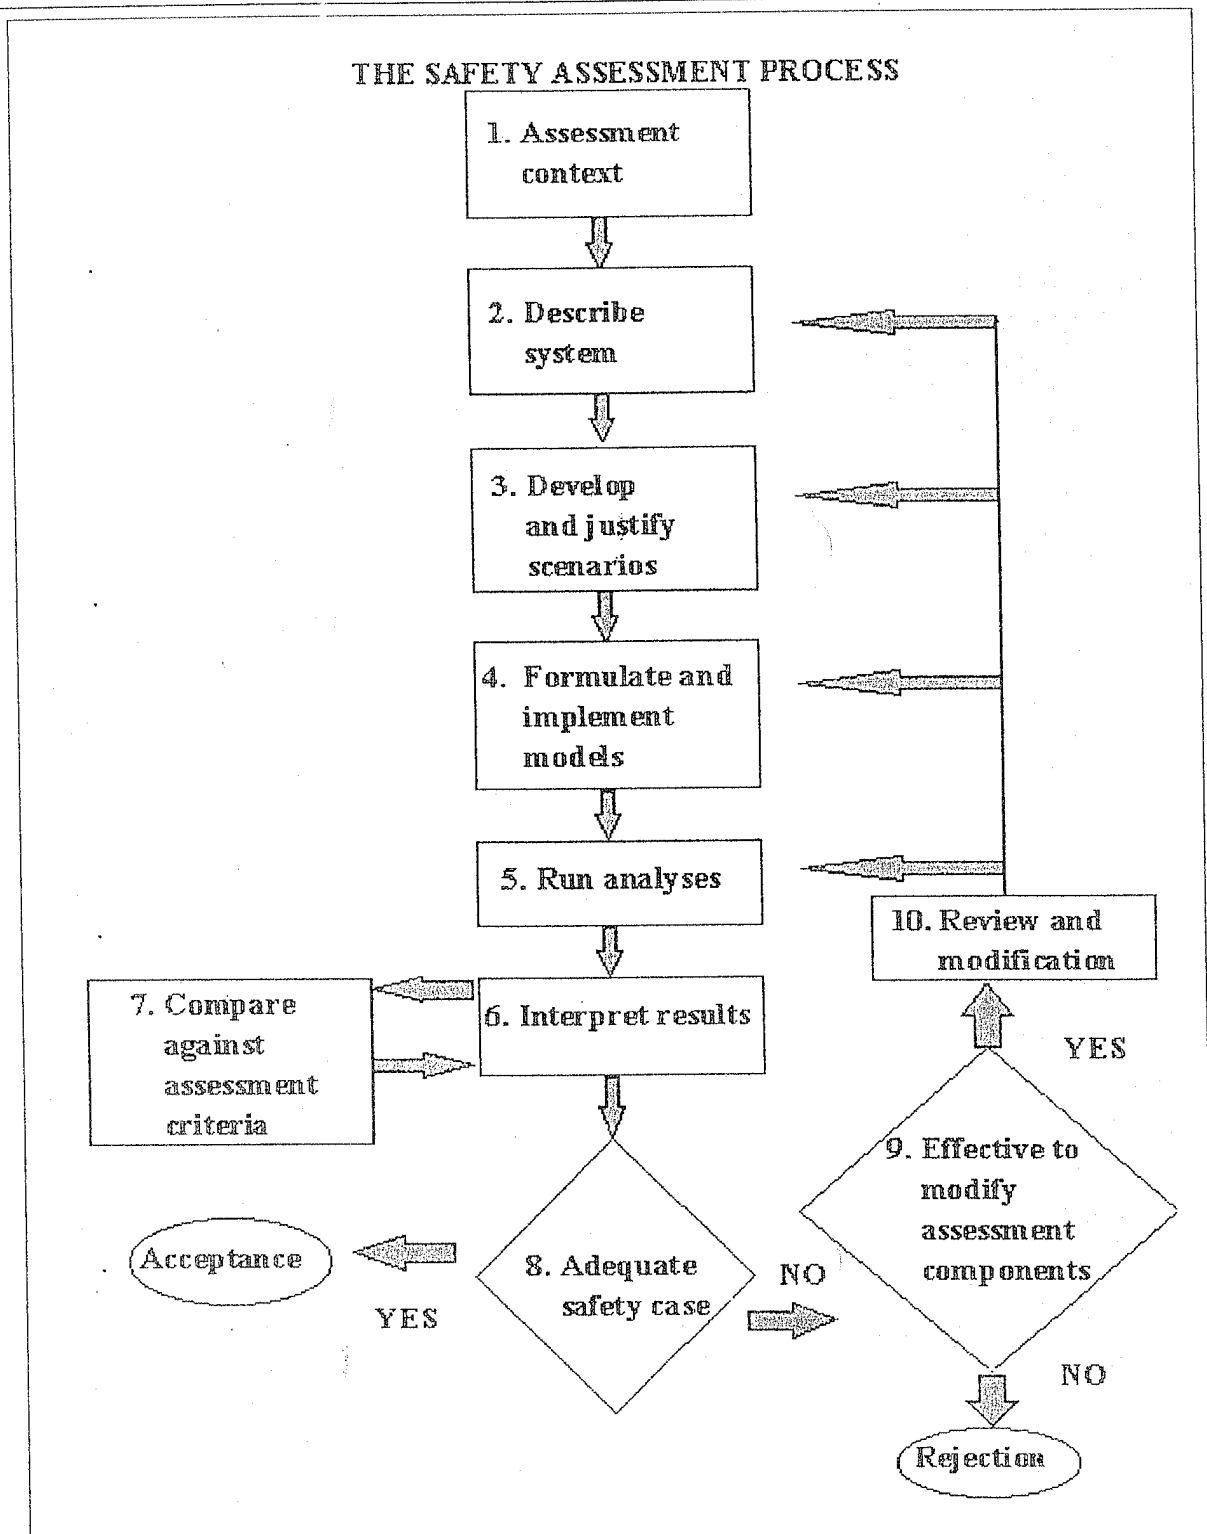 THE SAFETY ASSESSMENT PROCESS
1. Assessment
context
2. Describe
system
3. Develop
and justify
scenarios
4. Formulate and
implement
models
5. Run analyses
10. Review and
modification
6. Interpret results
7. Compare
against
assessment
criteria
YES
9. Effective to
modify
assessment
components
Acceptance
8. Adequate
safety case
NO
YES
NO
Rejection